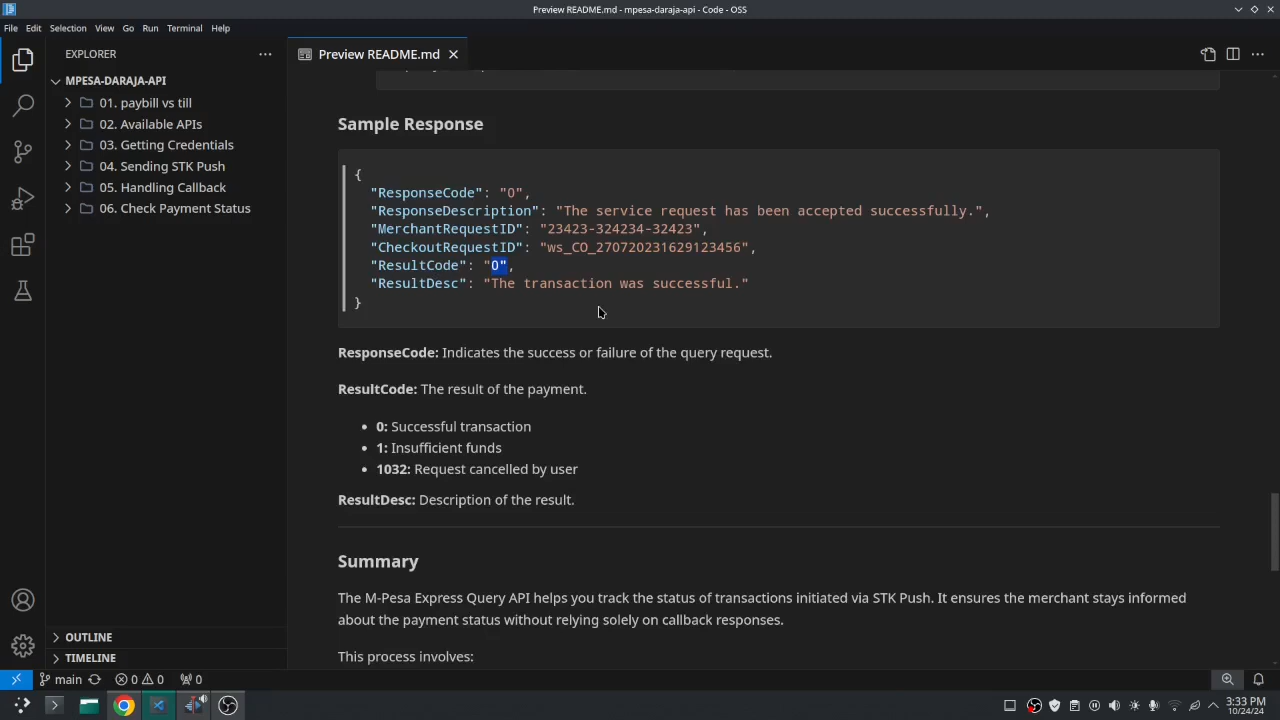 Preview README.md - mpesa-daraja-api - Code - OSS
File Edit Selection View Go Run Terminal Help
EXPLORER
Preview README.md
MPESA-DARAJA-API
01. paybill vs till
02. Available APIs
03. Getting Credentials
04. Sending STK Push
05. Handling Callback
06. Check Payment Status
Sample Response
{
"ResponseCode": "0",
"ResponseDescription": "The service request has been accepted successfully.",
"MerchantRequestID": "23423-324234-32423",
"CheckoutRequestID": "ws_CO_270720231629123456",
"ResultCode": "0",
"ResultDesc": "The transaction was successful."
}
ResponseCode: Indicates the success or failure of the query request.
ResultCode: The result of the payment.
• 0: Successful transaction
• 1: Insufficient funds
• 1032: Request cancelled by user
ResultDesc: Description of the result.
Summary
The M-Pesa Express Query API helps you track the status of transactions initiated via STK Push. It ensures the merchant stays informed
about the payment status without relying solely on callback responses.
This process involves:
OUTLINE
TIMELINE
main 0 0 0
3:33 PM
10/24/24